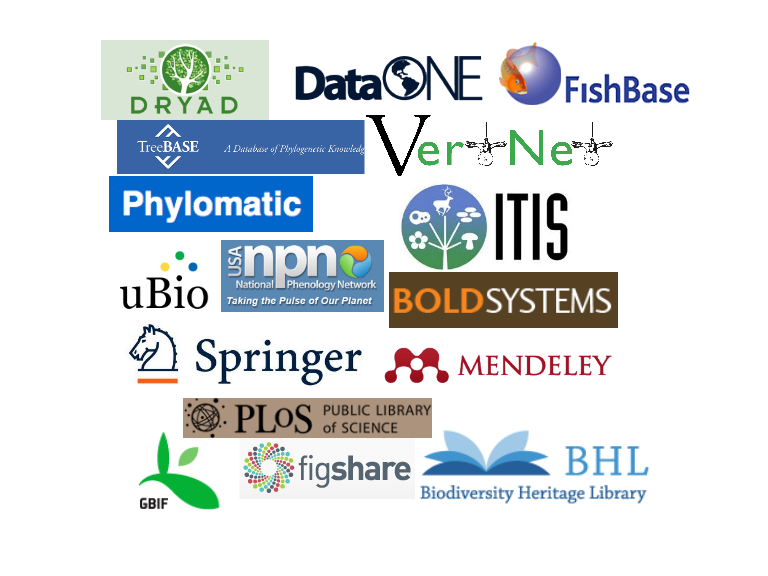 DRYAD
DataONE
FishBase
TreeBASE A Database of Phylogenetic Knowledg
VertNet
Phylomatic
ITIS
uBio
USA npn
National Phenology Network
Taking the Pulse of Our Planet
BOLDSYSTEMS
Springer
MENDELEY
PLoS PUBLIC LIBRARY
of SCIENCE
GBIF
figshare
BHL
Biodiversity Heritage Library